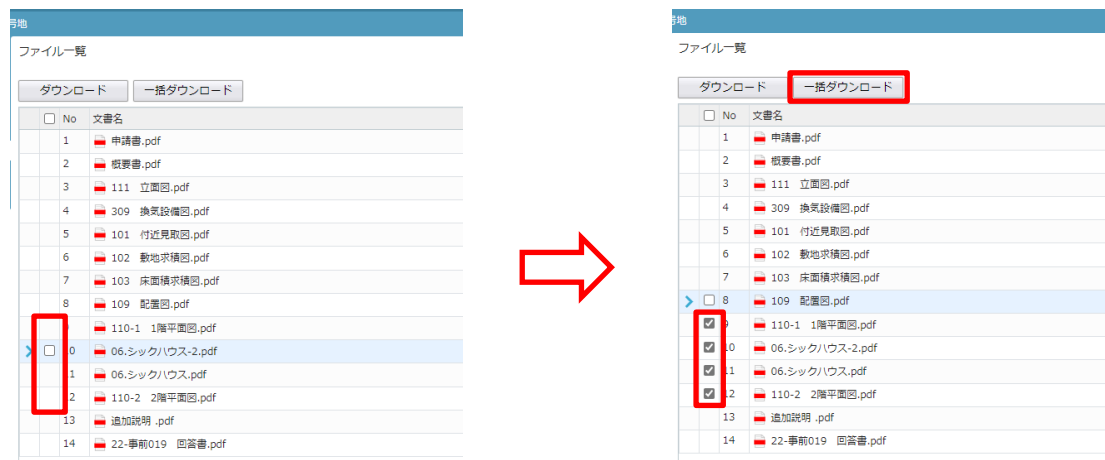 号地
ファイル一覧
ダウンロード 一括ダウンロード
No 文書名
1 申請書.pdf
2 概要書.pdf
3 111 立面図.pdf
4 309 換気設備図.pdf
5 101 付近見取図.pdf
6 102 敷地求積図.pdf
7 103 床面積求積図.pdf
8 109 配置図.pdf
9 110-1 1階平面図.pdf
10 06.シックハウス-2.pdf
11 06.シックハウス.pdf
12 110-2 2階平面図.pdf
13 追加説明 .pdf
14 22-事前019 回答書.pdf
号地
ファイル一覧
ダウンロード 一括ダウンロード
No 文書名
1 申請書.pdf
2 概要書.pdf
3 111 立面図.pdf
4 309 換気設備図.pdf
5 101 付近見取図.pdf
6 102 敷地求積図.pdf
7 103 床面積求積図.pdf
8 109 配置図.pdf
9 110-1 1階平面図.pdf
10 06.シックハウス-2.pdf
11 06.シックハウス.pdf
12 110-2 2階平面図.pdf
13 追加説明 .pdf
14 22-事前019 回答書.pdf